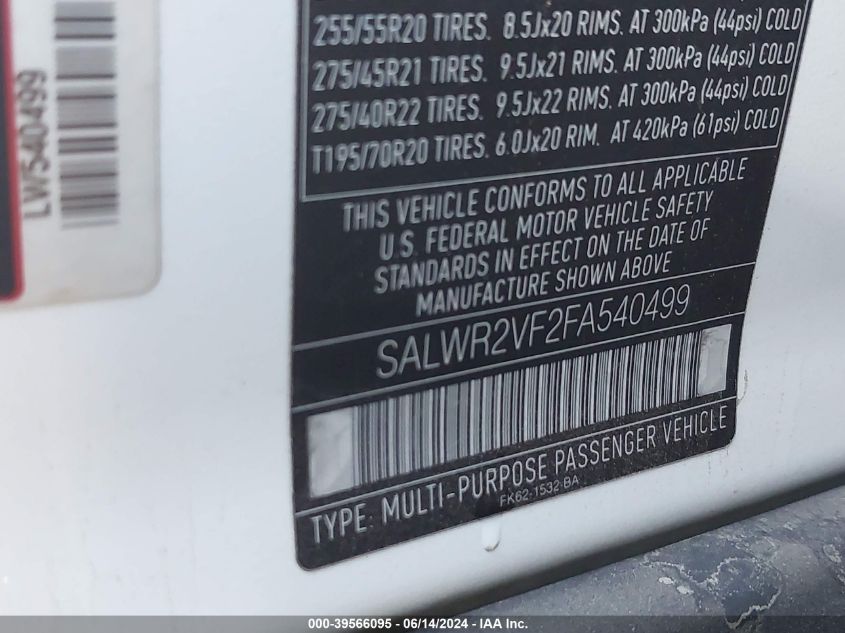 255/55R20 TIRES. 8.5Jx20 RIMS. AT 300kPa (44psi) COLD
275/45R21 TIRES. 9.5Jx21 RIMS. AT 300kPa (44psi) COLD
275/40R22 TIRES. 9.5Jx22 RIMS. AT 300kPa (44psi) COLD
T195/70R20 TIRES. 6.0Jx20 RIM. AT 420kPa (61psi) COLD
LW540499
THIS VEHICLE CONFORMS TO ALL APPLICABLE
U.S. FEDERAL MOTOR VEHICLE SAFETY
STANDARDS IN EFFECT ON THE DATE OF
MANUFACTURE SHOWN ABOVE
SALWR2VF2FA540499
TYPE: MULTI-PURPOSE PASSENGER VEHICLE
FK62-1532-BA
000-39566095 - 06/14/2024 - IAA Inc.